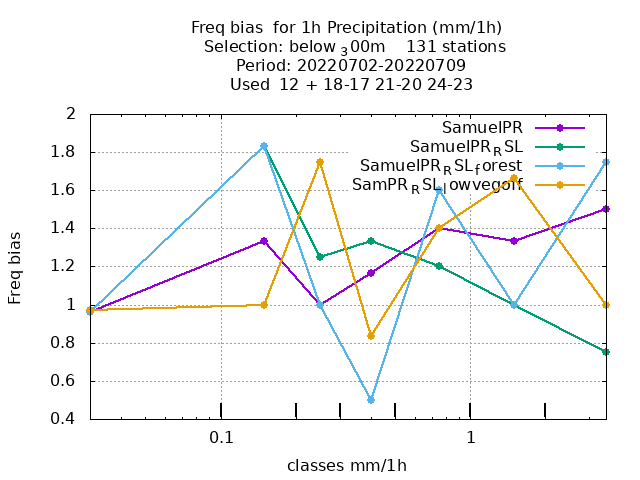 Freq bias  for 1h Precipitation (mm/1h)
Selection: below ₃00m    131 stations
Period: 20220702-20220709
Used  12 + 18-17 21-20 24-23
2
1.8
1.6
1.4
1.2
1
0.8
0.6
0.4
Freq bias
SamuelPR
SamuelPR_RSL
SamuelPR_RSL_forest
SamPR_RSL_lowvegoff
0.1 1
classes mm/1h